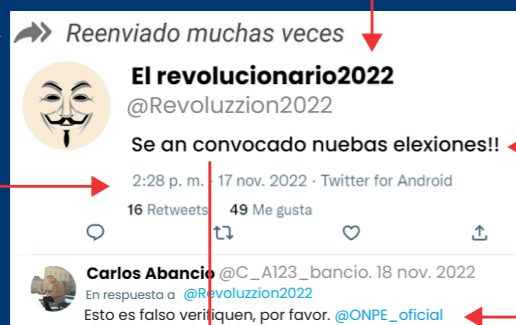 Reenviado muchas veces
El revolucionario2022
@Revoluzzion2022
Se an convocado nuebas elexiones!!
2:28 p. m. · 17 nov. 2022 · Twitter for Android
16 Retweets 49 Me gusta
Carlos Abancio @C_A123_bancio. 18 nov. 2022
En respuesta a @Revoluzzion2022
Esto es falso verifiquen, por favor. @ONPE_oficial